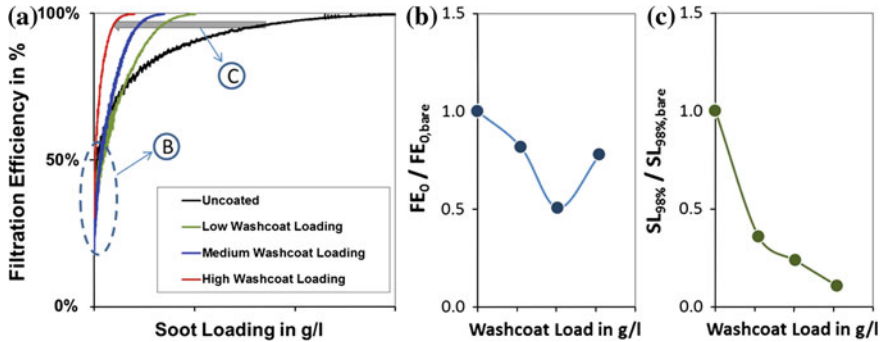 (a)
Filtration Efficiency in %
100%
50%
0%
C
B
Uncoated
Low Washcoat Loading
Medium Washcoat Loading
High Washcoat Loading
Soot Loading in g/l
(b)
FE0 / FE0,bare
1.5
1.0
0.5
0.0
Washcoat Load in g/l
(c)
SL98% / SL98%,bare
1.5
1.0
0.5
0.0
Washcoat Load in g/l